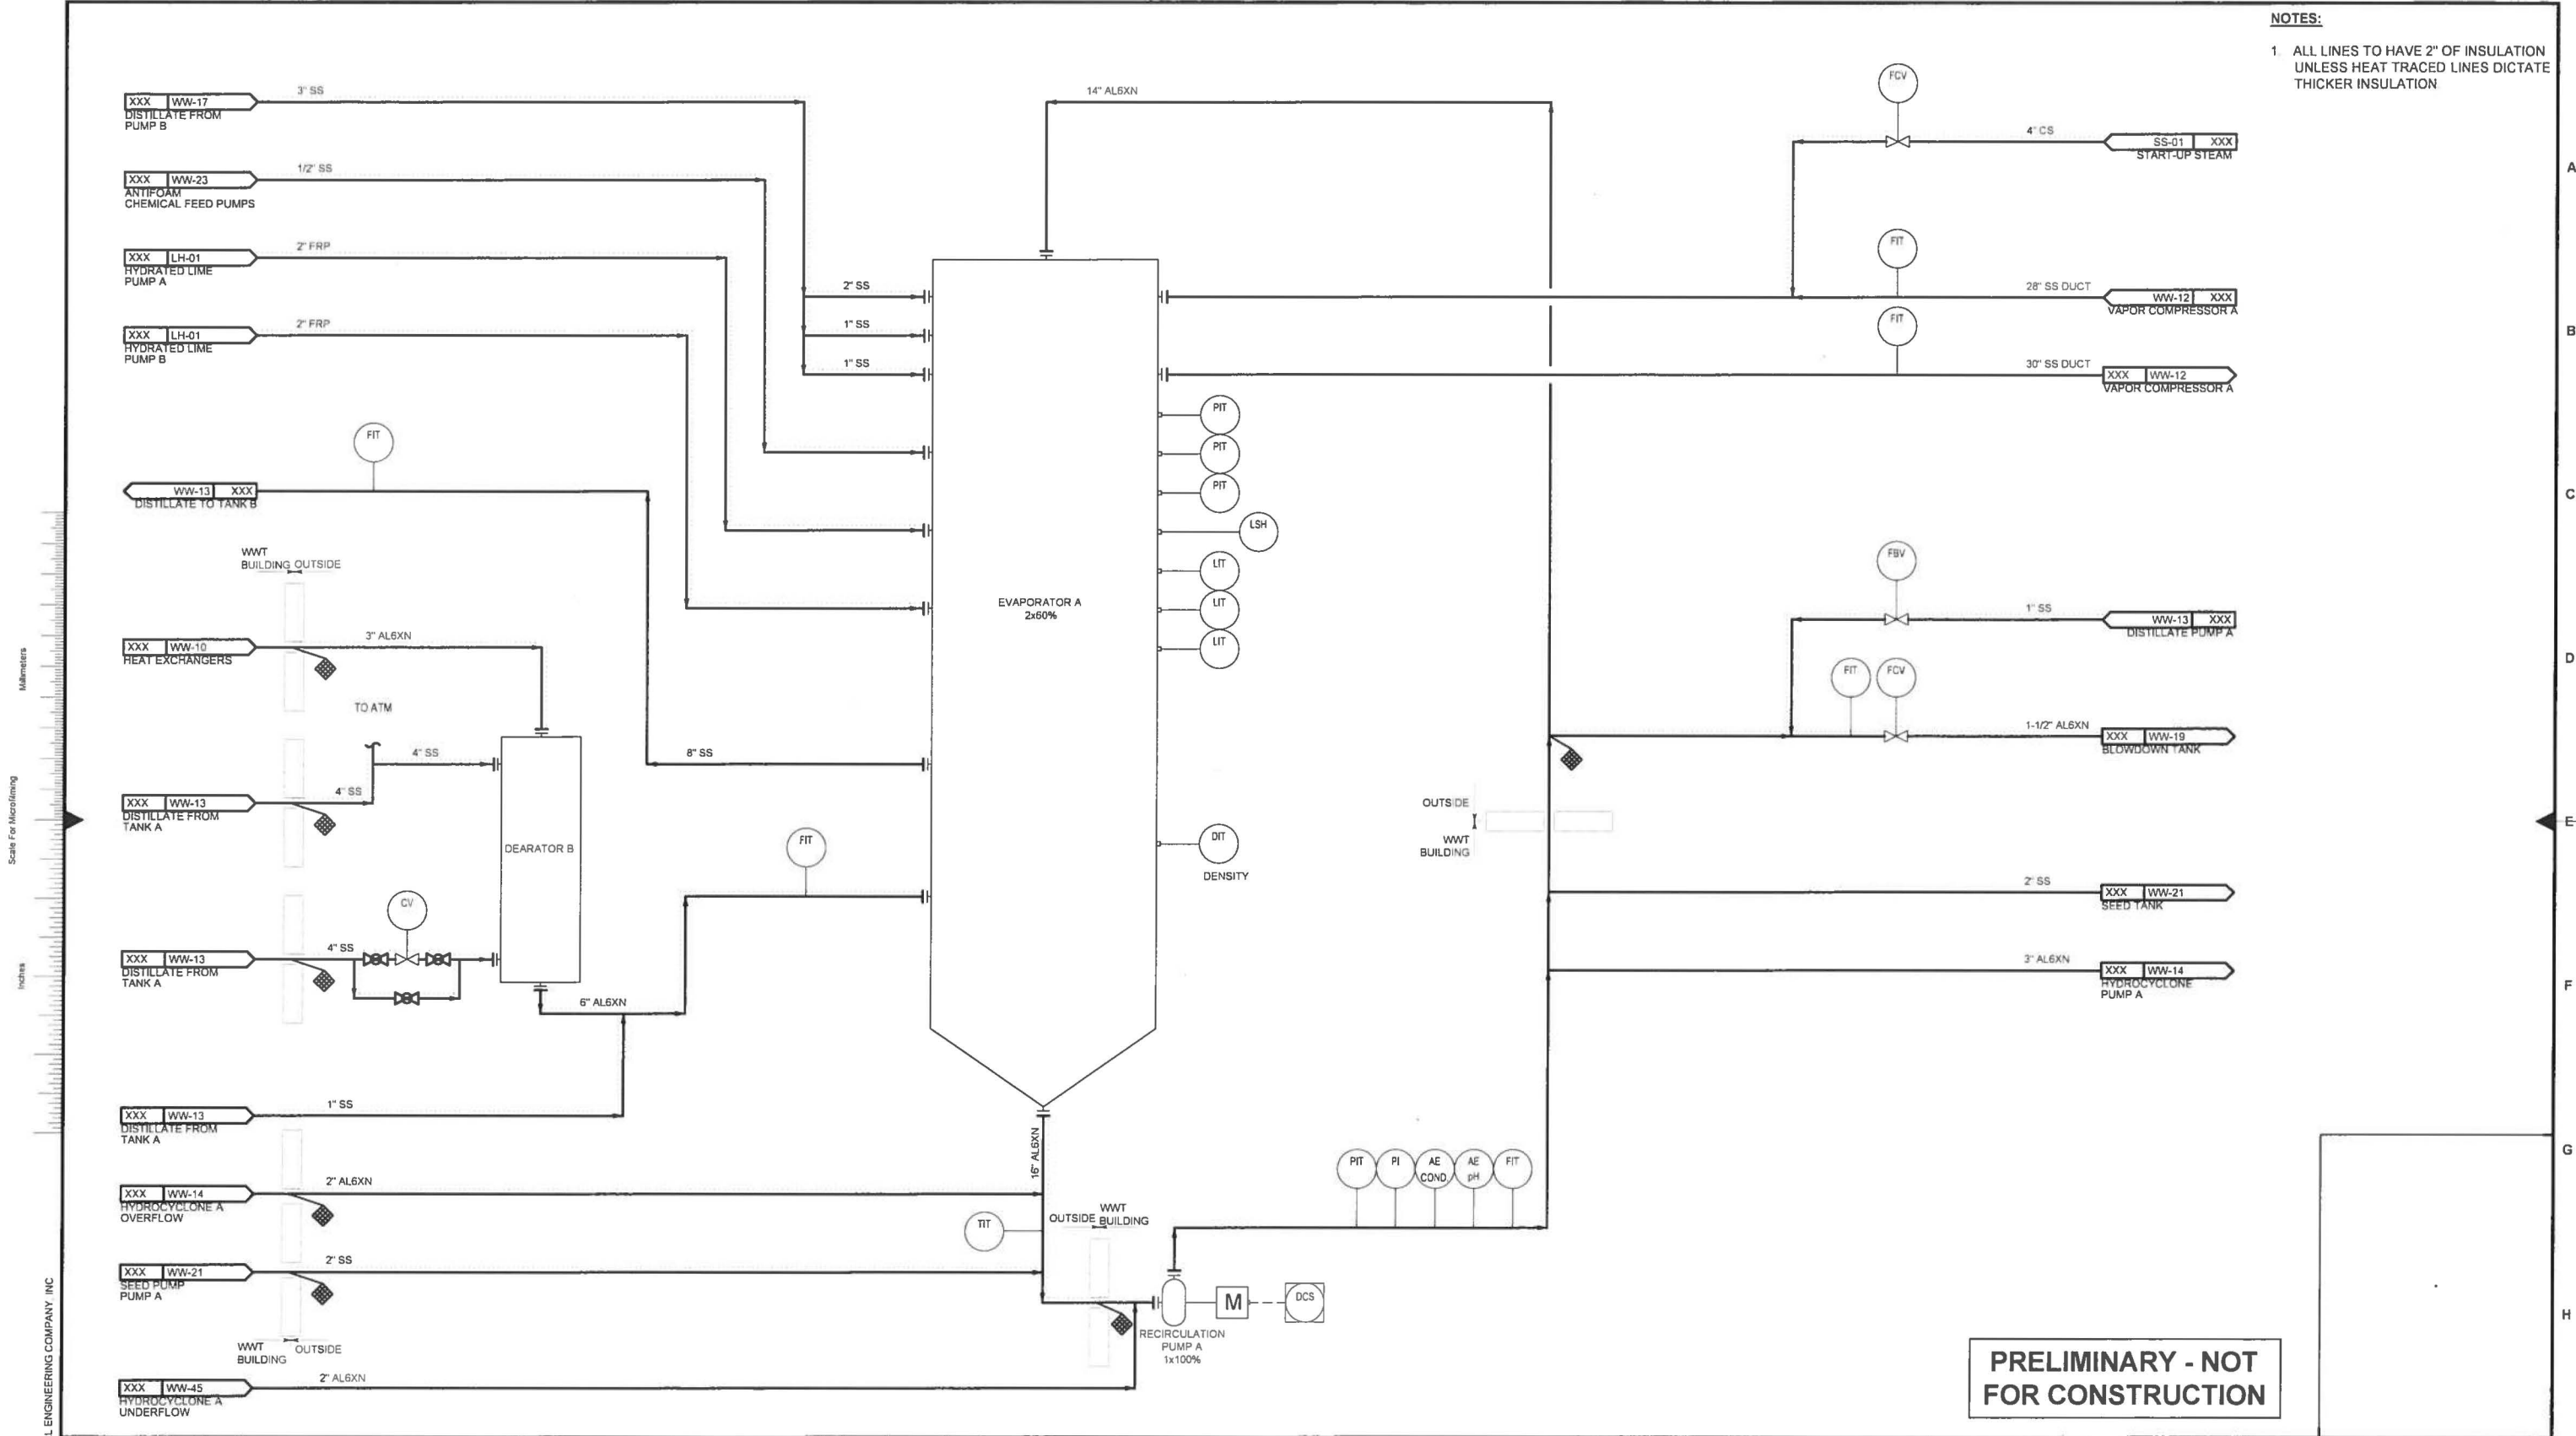 NOTES:
1 ALL LINES TO HAVE 2" OF INSULATION
UNLESS HEAT TRACED LINES DICTATE
THICKER INSULATION
XXX WW-17
DISTILLATE FROM
PUMP B
3" SS
XXX WW-23
ANTIFOAM
CHEMICAL FEED PUMPS
1/2" SS
XXX LH-01
HYDRATED LIME
PUMP A
2" FRP
XXX LH-01
HYDRATED LIME
PUMP B
2" FRP
2" SS
1" SS
1" SS
WW-13 XXX
DISTILLATE TO TANK B
FIT
WWT
BUILDING OUTSIDE
XXX WW-10
HEAT EXCHANGERS
3" AL6XN
TO ATM
4" SS
XXX WW-13
DISTILLATE FROM
TANK A
4" SS
8" SS
DEARATOR B
CV
XXX WW-13
DISTILLATE FROM
TANK A
4" SS
6" AL6XN
FIT
XXX WW-13
DISTILLATE FROM
TANK A
1" SS
XXX WW-14
HYDROCYCLONE A
OVERFLOW
2" AL6XN
XXX WW-21
SEED PUMP
PUMP A
2" SS
WWT
BUILDING OUTSIDE
XXX WW-45
HYDROCYCLONE A
UNDERFLOW
2" AL6XN
14" AL6XN
EVAPORATOR A
2x60%
PIT
PIT
PIT
LSH
LIT
LIT
LIT
DIT
DENSITY
16" AL6XN
TIT
OUTSIDE WWT
BUILDING
RECIRCULATION
PUMP A
1x100%
M
DCS
PIT
PI
AE
COND.
AE
pH
FIT
OUTSIDE
WWT
BUILDING
FCV
4" CS
SS-01 XXX
START-UP STEAM
FIT
28" SS DUCT
WW-12 XXX
VAPOR COMPRESSOR A
FIT
30" SS DUCT
XXX WW-12
VAPOR COMPRESSOR A
FBV
1" SS
WW-13 XXX
DISTILLATE PUMP A
FIT
FCV
1-1/2" AL6XN
XXX WW-19
BLOWDOWN TANK
2" SS
XXX WW-21
SEED TANK
3" AL6XN
XXX WW-14
HYDROCYCLONE
PUMP A
A
B
C
D
E
F
G
H
PRELIMINARY - NOT
FOR CONSTRUCTION
Millimeters
Scale For Microfilming
Inches
L ENGINEERING COMPANY, INC